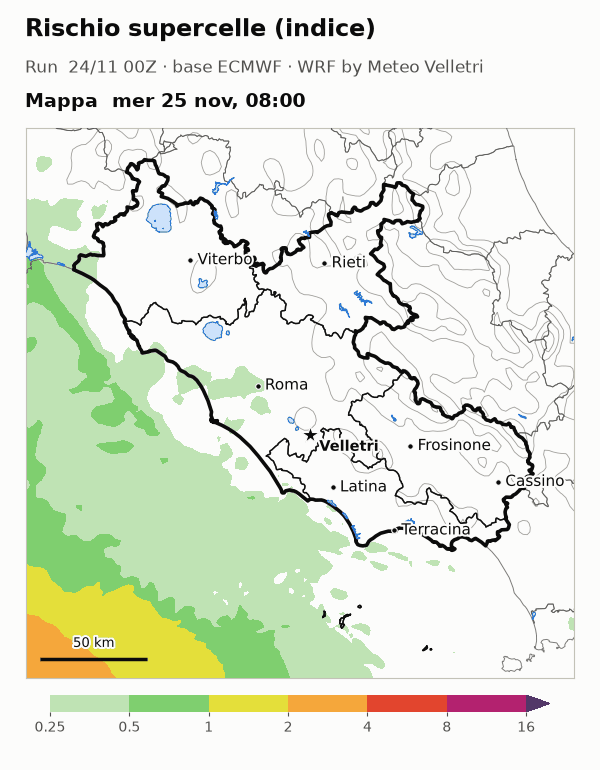 Rischio supercelle (indice)
Run  24/11 00Z · base ECMWF · WRF by Meteo Velletri
Mappa  mer 25 nov, 08:00
Viterbo
Rieti
Roma
Velletri
Frosinone
Cassino
Latina
Terracina
50 km
0.25 0.5 1 2 4 8 16